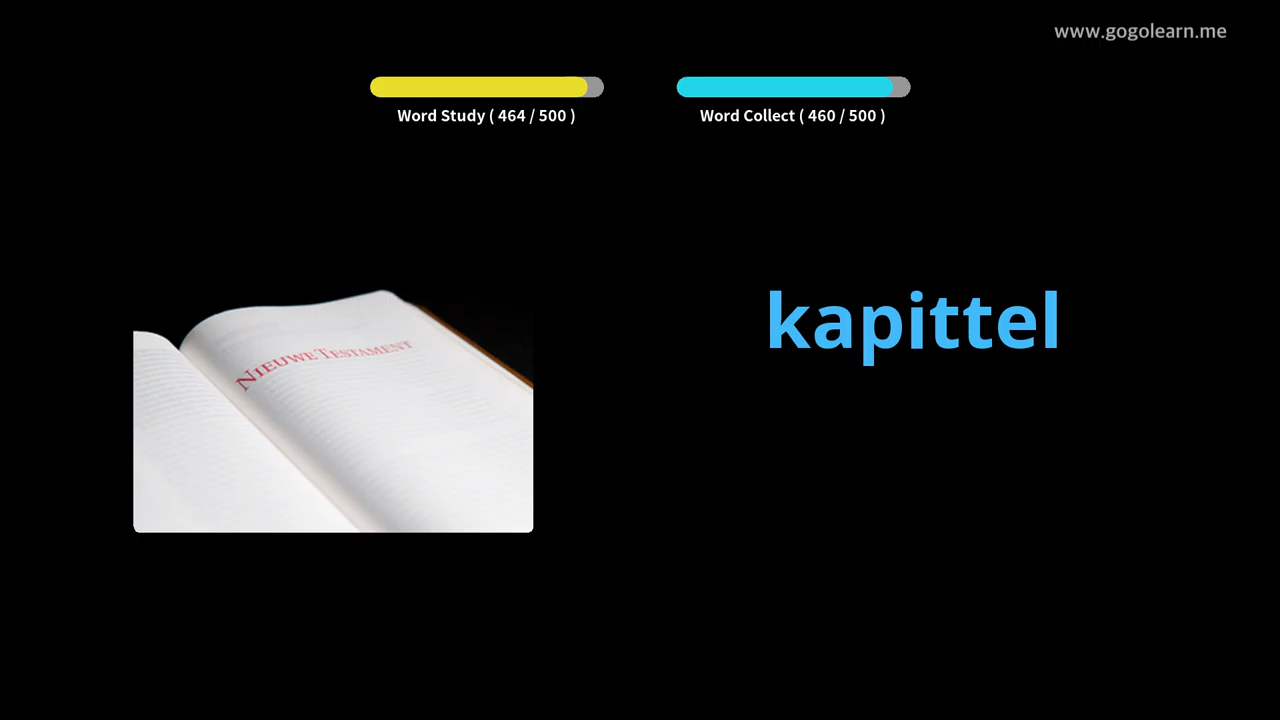 www.gogolearn.me
Word Study ( 464 / 500 )
Word Collect ( 460 / 500 )
NIEUWE TESTAMENT
kapittel